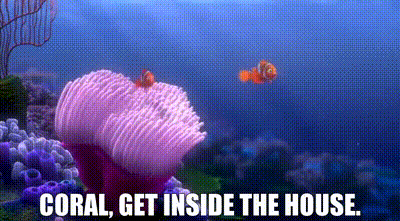 CORAL, GET INSIDE THE HOUSE.